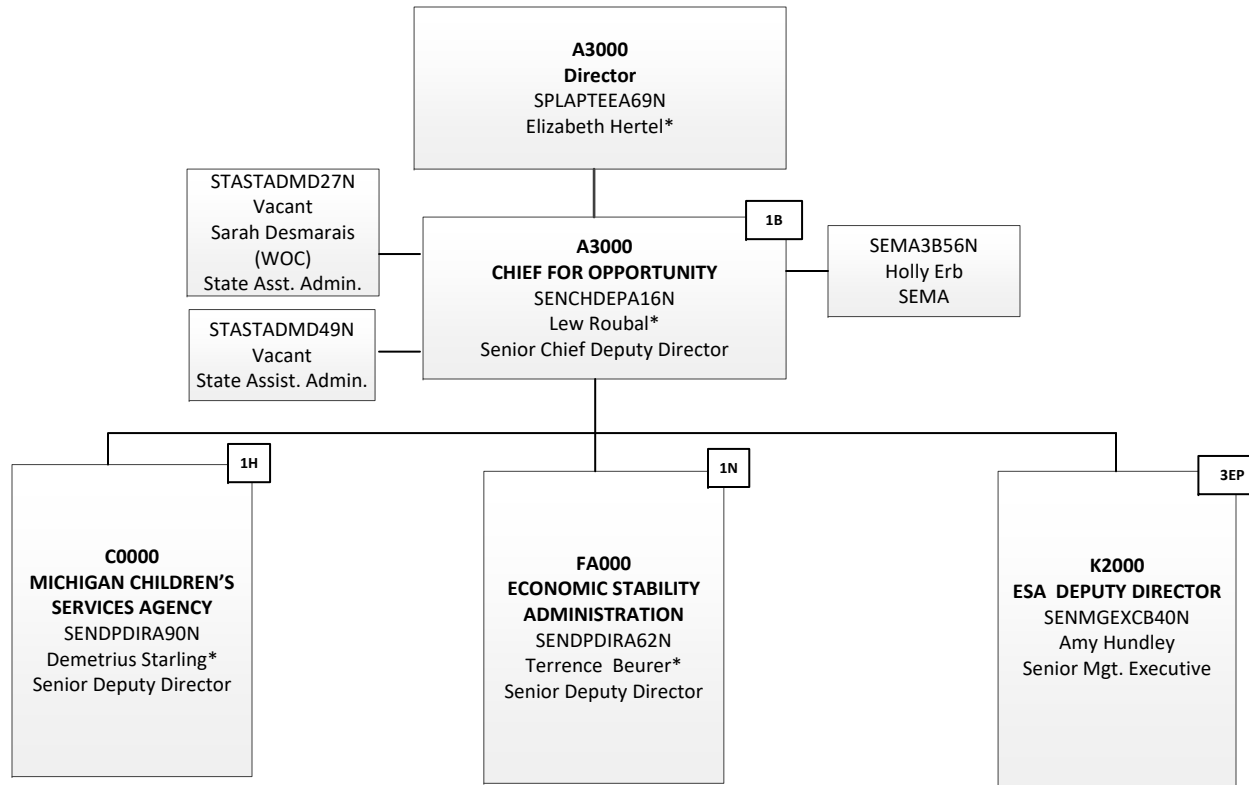 A3000
Director
SPLAPTEEA69N
Elizabeth Hertel*
STASTADMD27N
Vacant
Sarah Desmarais
(WOC)
State Asst. Admin.
1B
A3000
CHIEF FOR OPPORTUNITY
SENCHDEPA16N
Lew Roubal*
Senior Chief Deputy Director
SEMA3B56N
Holly Erb
SEMA
STASTADMD49N
Vacant
State Assist. Admin.
1H
C0000
MICHIGAN CHILDREN'S
SERVICES AGENCY
SENDPDIRA90N
Demetrius Starling*
Senior Deputy Director
1N
FA000
ECONOMIC STABILITY
ADMINISTRATION
SENDPDIRA62N
Terrence Beurer*
Senior Deputy Director
3EP
K2000
ESA DEPUTY DIRECTOR
SENMGEXCB40N
Amy Hundley
Senior Mgt. Executive